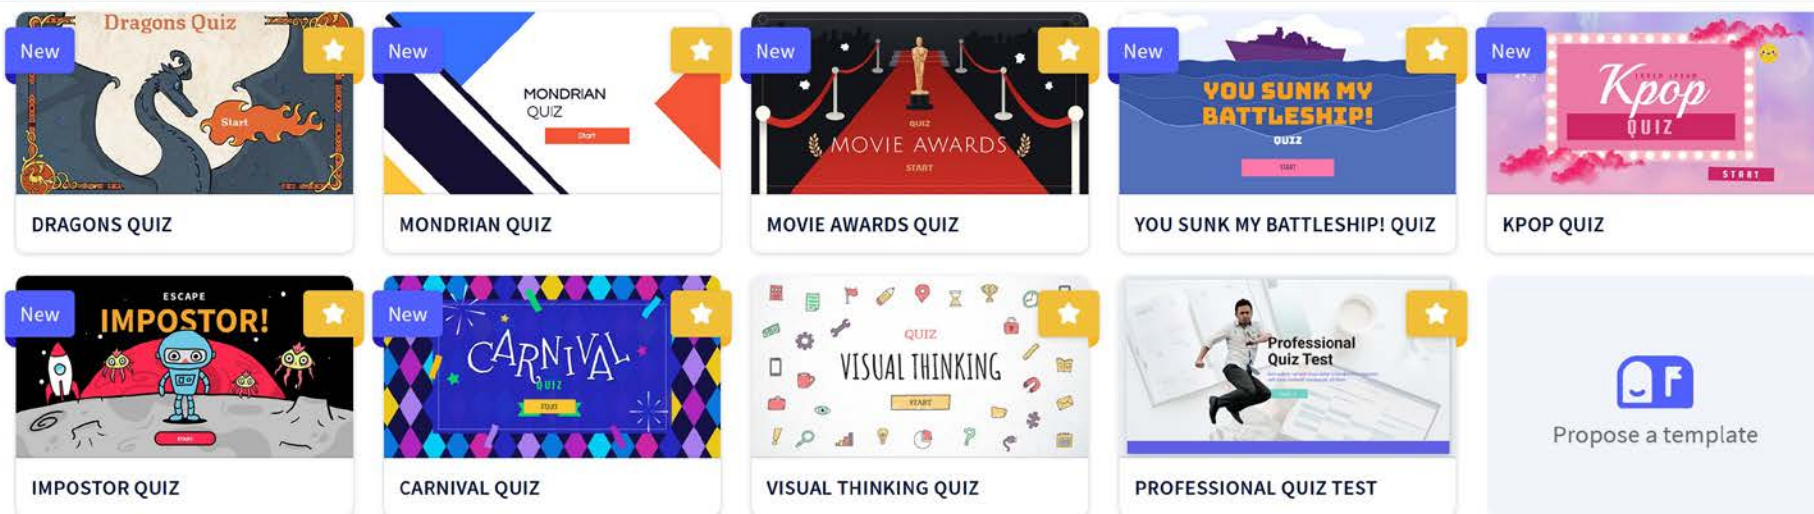 Dragons Quiz
New
Start
DRAGONS QUIZ
New
MONDRIAN
QUIZ
Start
MONDRIAN QUIZ
New
QUIZ
MOVIE AWARDS
START
MOVIE AWARDS QUIZ
New
YOU SUNK MY
BATTLESHIP!
QUIZ
START
YOU SUNK MY BATTLESHIP! QUIZ
New
LOREM IPSUM
Kpop
QUIZ
START
KPOP QUIZ
New
ESCAPE
IMPOSTOR!
START
IMPOSTOR QUIZ
New
CARNIVAL
QUIZ
START
CARNIVAL QUIZ
QUIZ
VISUAL THINKING
START
VISUAL THINKING QUIZ
Professional
Quiz Test
PROFESSIONAL QUIZ TEST
Propose a template